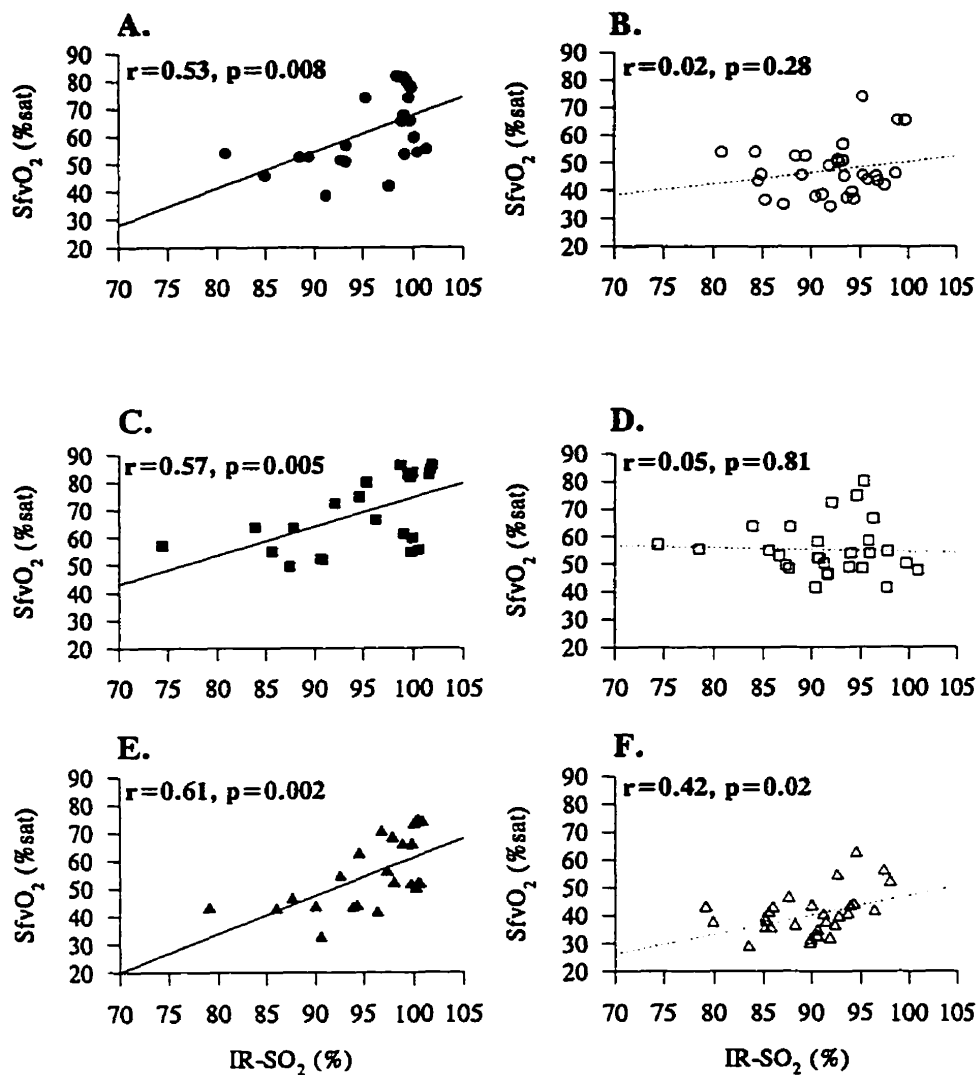 A.
r=0.53, p=0.008
SfvO₂ (%sat)
90
80
70
60
50
40
30
20
70 75 80 85 90 95 100 105
B.
r=0.02, p=0.28
SfvO₂ (%sat)
90
80
70
60
50
40
30
20
70 75 80 85 90 95 100 105
C.
r=0.57, p=0.005
SfvO₂ (%sat)
90
80
70
60
50
40
30
20
70 75 80 85 90 95 100 105
D.
r=0.05, p=0.81
SfvO₂ (%sat)
90
80
70
60
50
40
30
20
70 75 80 85 90 95 100 105
E.
r=0.61, p=0.002
SfvO₂ (%sat)
90
80
70
60
50
40
30
20
70 75 80 85 90 95 100 105
IR-SO₂ (%)
F.
r=0.42, p=0.02
SfvO₂ (%sat)
90
80
70
60
50
40
30
20
70 75 80 85 90 95 100 105
IR-SO₂ (%)